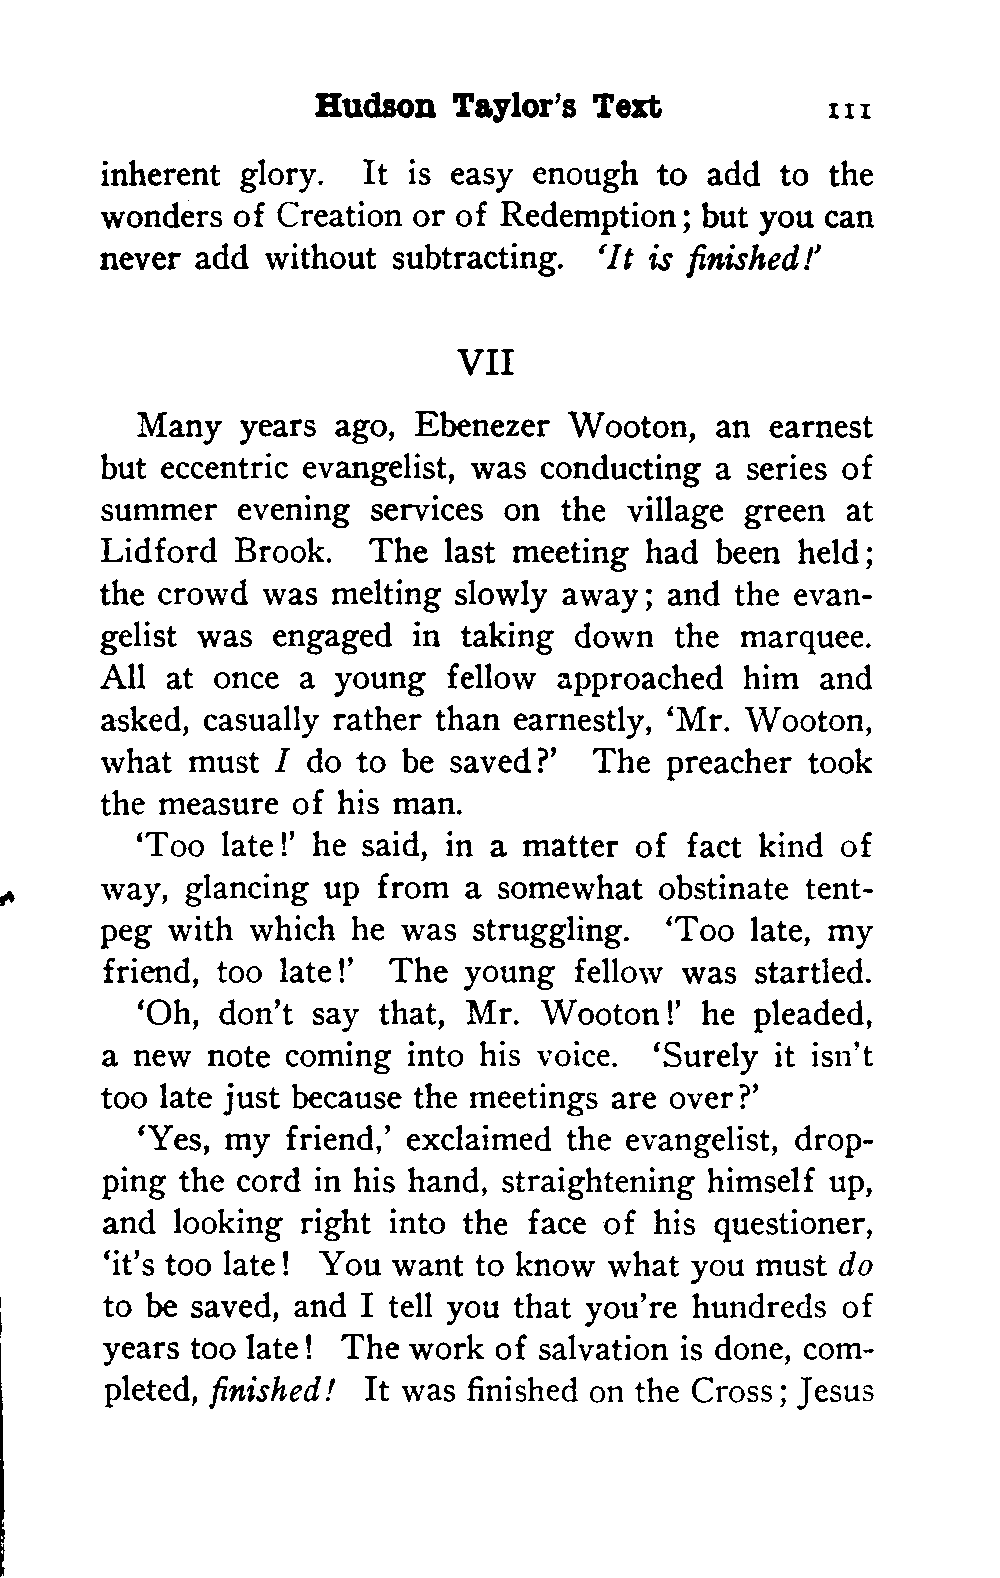 Hudson Taylor's Text 111
inherent glory. It is easy enough to add to the
wonders of Creation or of Redemption; but you can
never add without subtracting. 'It is finished!'
VII
Many years ago, Ebenezer Wooton, an earnest
but eccentric evangelist, was conducting a series of
summer evening services on the village green at
Lidford Brook. The last meeting had been held;
the crowd was melting slowly away; and the evan-
gelist was engaged in taking down the marquee.
All at once a young fellow approached him and
asked, casually rather than earnestly, 'Mr. Wooton,
what must I do to be saved?' The preacher took
the measure of his man.
'Too late!' he said, in a matter of fact kind of
way, glancing up from a somewhat obstinate tent-
peg with which he was struggling. 'Too late, my
friend, too late!' The young fellow was startled.
'Oh, don't say that, Mr. Wooton!' he pleaded,
a new note coming into his voice. 'Surely it isn't
too late just because the meetings are over?'
'Yes, my friend,' exclaimed the evangelist, drop-
ping the cord in his hand, straightening himself up,
and looking right into the face of his questioner,
'it's too late! You want to know what you must do
to be saved, and I tell you that you're hundreds of
years too late! The work of salvation is done, com-
pleted, finished! It was finished on the Cross; Jesus